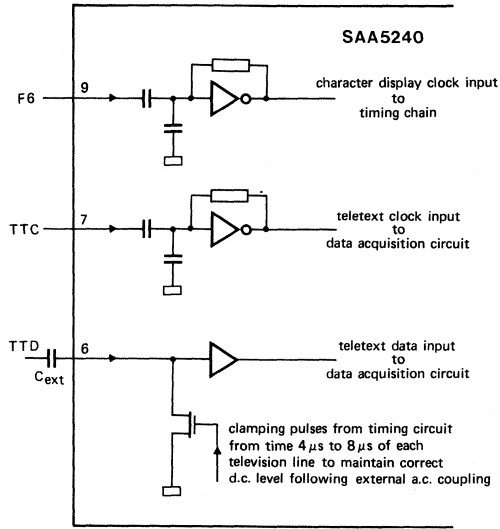 SAA5240
F6
9
character display clock input
to
timing chain
TTC
7
teletext clock input
to
data acquisition circuit
TTD
6
Cext
teletext data input
to
data acquisition circuit
clamping pulses from timing circuit
from time 4 μs to 8 μs of each
television line to maintain correct
d.c. level following external a.c. coupling